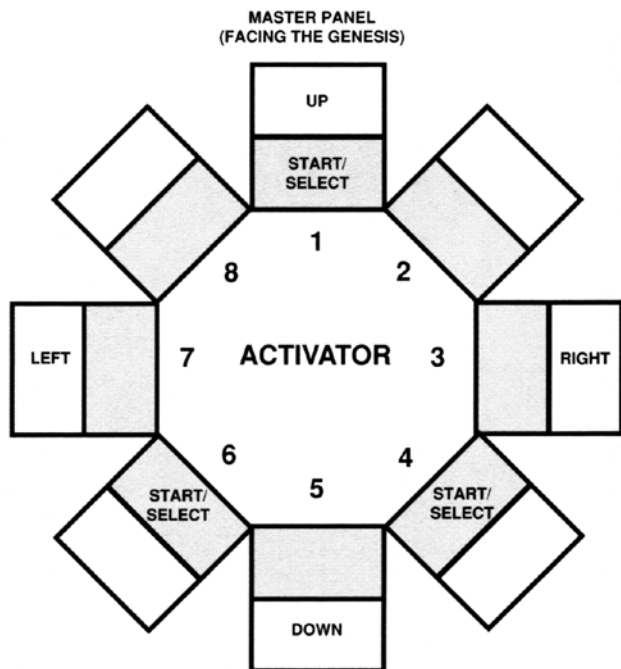 MASTER PANEL
(FACING THE GENESIS)
UP
START/
SELECT
1
8
2
LEFT
7
ACTIVATOR
3
RIGHT
6
4
START/
SELECT
5
START/
SELECT
DOWN